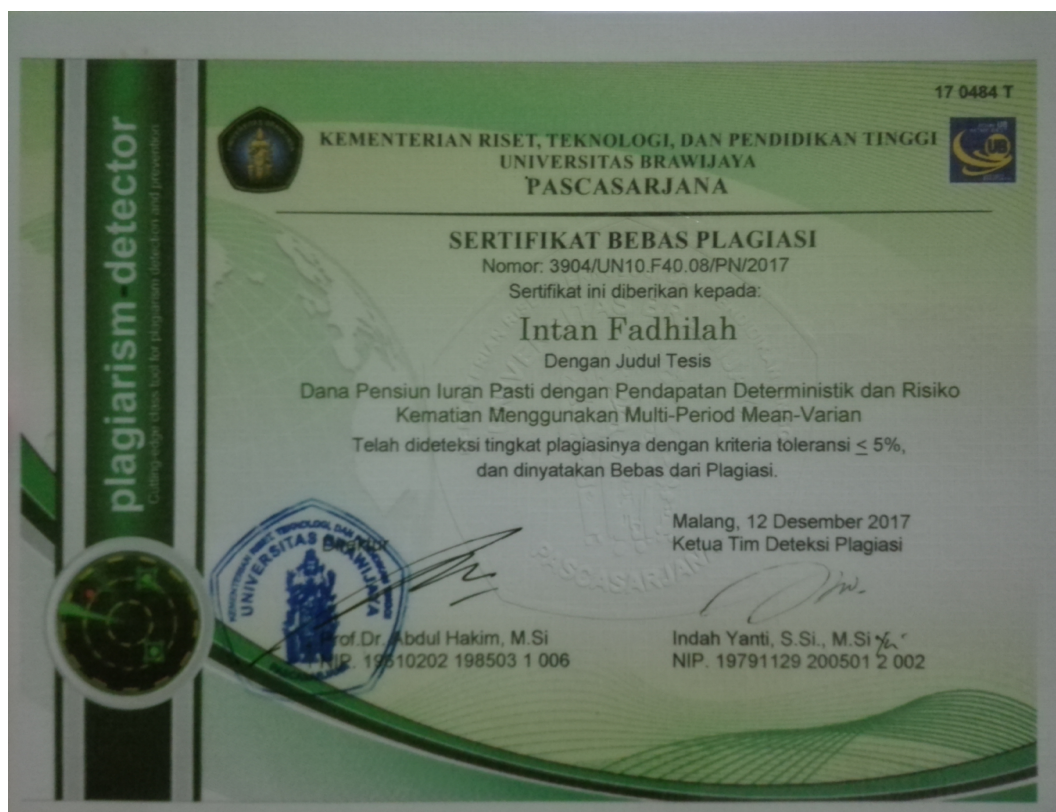 17 0484 T
KEMENTERIAN RISET, TEKNOLOGI, DAN PENDIDIKAN TINGGI
UNIVERSITAS BRAWIJAYA
PASCASARJANA
SERTIFIKAT BEBAS PLAGIASI
Nomor: 3904/UN10.F40.08/PN/2017
Sertifikat ini diberikan kepada:
Intan Fadhilah
Dengan Judul Tesis
Dana Pensiun Iuran Pasti dengan Pendapatan Deterministik dan Risiko
Kematian Menggunakan Multi-Period Mean-Varian
Telah dideteksi tingkat plagiasinya dengan kriteria toleransi ≤ 5%,
dan dinyatakan Bebas dari Plagiasi.
Malang, 12 Desember 2017
Ketua Tim Deteksi Plagiasi
Direktur
Prof.Dr. Abdul Hakim, M.Si
NIP. 19610202 198503 1 006
Indah Yanti, S.Si., M.Si
NIP. 19791129 200501 2 002
plagiarism-detector
Cutting-edge class tool for plagiarism detection and prevention
UNIVERSITAS BRAWIJAYA
PASCASARJANA
UB